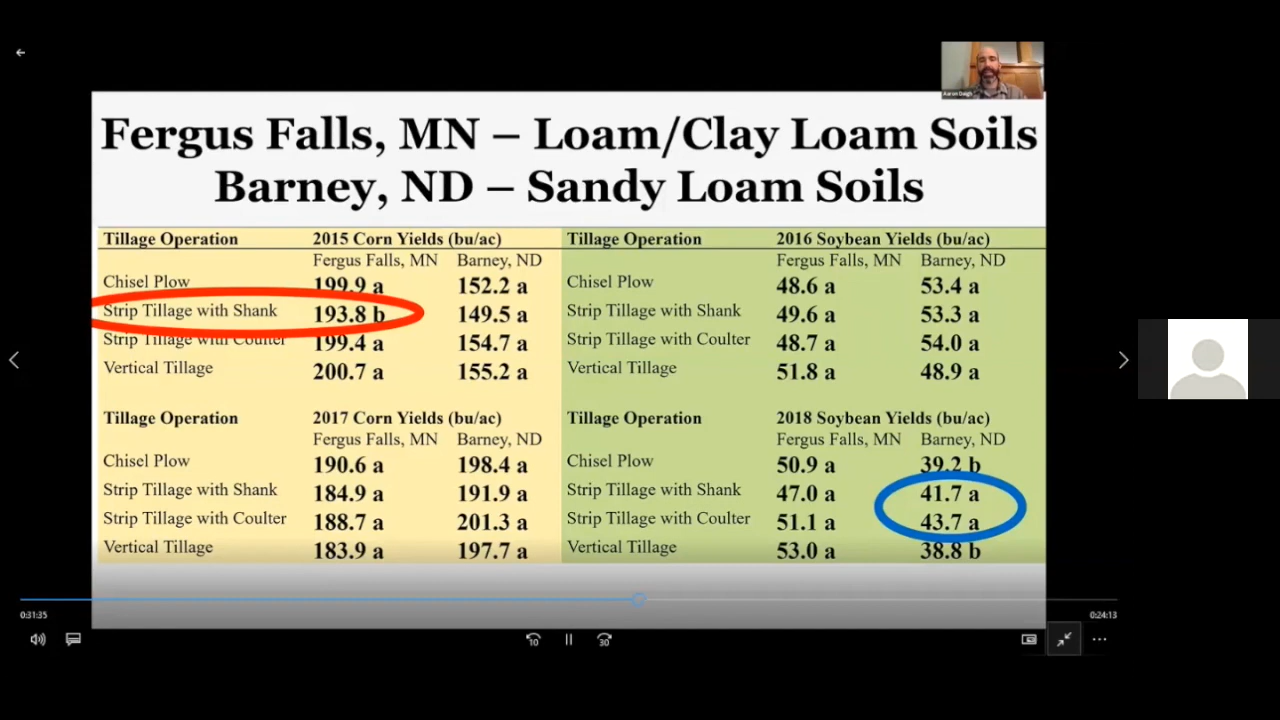 Aaron Daigh
Fergus Falls, MN – Loam/Clay Loam Soils
Barney, ND – Sandy Loam Soils
Tillage Operation 2015 Corn Yields (bu/ac)
Fergus Falls, MN Barney, ND
Chisel Plow 199.9 a 152.2 a
Strip Tillage with Shank 193.8 b 149.5 a
Strip Tillage with Coulter 199.4 a 154.7 a
Vertical Tillage 200.7 a 155.2 a
Tillage Operation 2016 Soybean Yields (bu/ac)
Fergus Falls, MN Barney, ND
Chisel Plow 48.6 a 53.4 a
Strip Tillage with Shank 49.6 a 53.3 a
Strip Tillage with Coulter 48.7 a 54.0 a
Vertical Tillage 51.8 a 48.9 a
Tillage Operation 2017 Corn Yields (bu/ac)
Fergus Falls, MN Barney, ND
Chisel Plow 190.6 a 198.4 a
Strip Tillage with Shank 184.9 a 191.9 a
Strip Tillage with Coulter 188.7 a 201.3 a
Vertical Tillage 183.9 a 197.7 a
Tillage Operation 2018 Soybean Yields (bu/ac)
Fergus Falls, MN Barney, ND
Chisel Plow 50.9 a 39.2 b
Strip Tillage with Shank 47.0 a 41.7 a
Strip Tillage with Coulter 51.1 a 43.7 a
Vertical Tillage 53.0 a 38.8 b
0:31:35 0:24:13
10 30